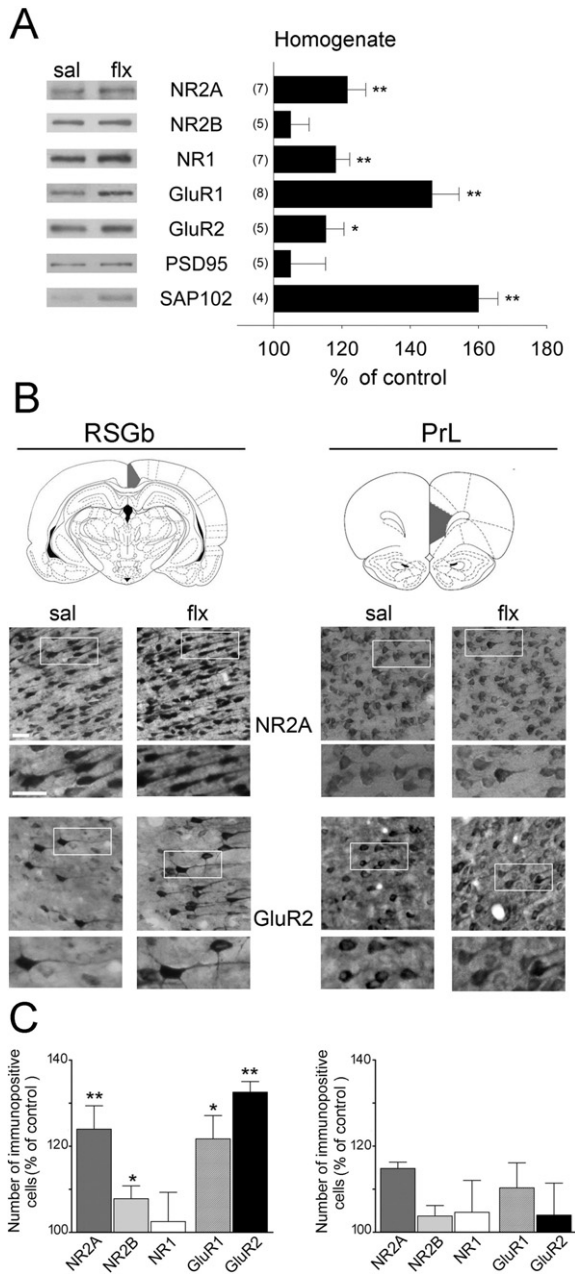 A
Homogenate
sal flx
NR2A (7) **
NR2B (5)
NR1 (7) **
GluR1 (8) **
GluR2 (5) *
PSD95 (5)
SAP102 (4) **
100 120 140 160 180
% of control
B
RSGb PrL
sal flx sal flx
NR2A
GluR2
C
Number of immunopositive
cells (% of control )
140
120
100
** * * **
NR2A NR2B NR1 GluR1 GluR2
Number of immunopositive
cells (% of control )
140
120
100
NR2A NR2B NR1 GluR1 GluR2